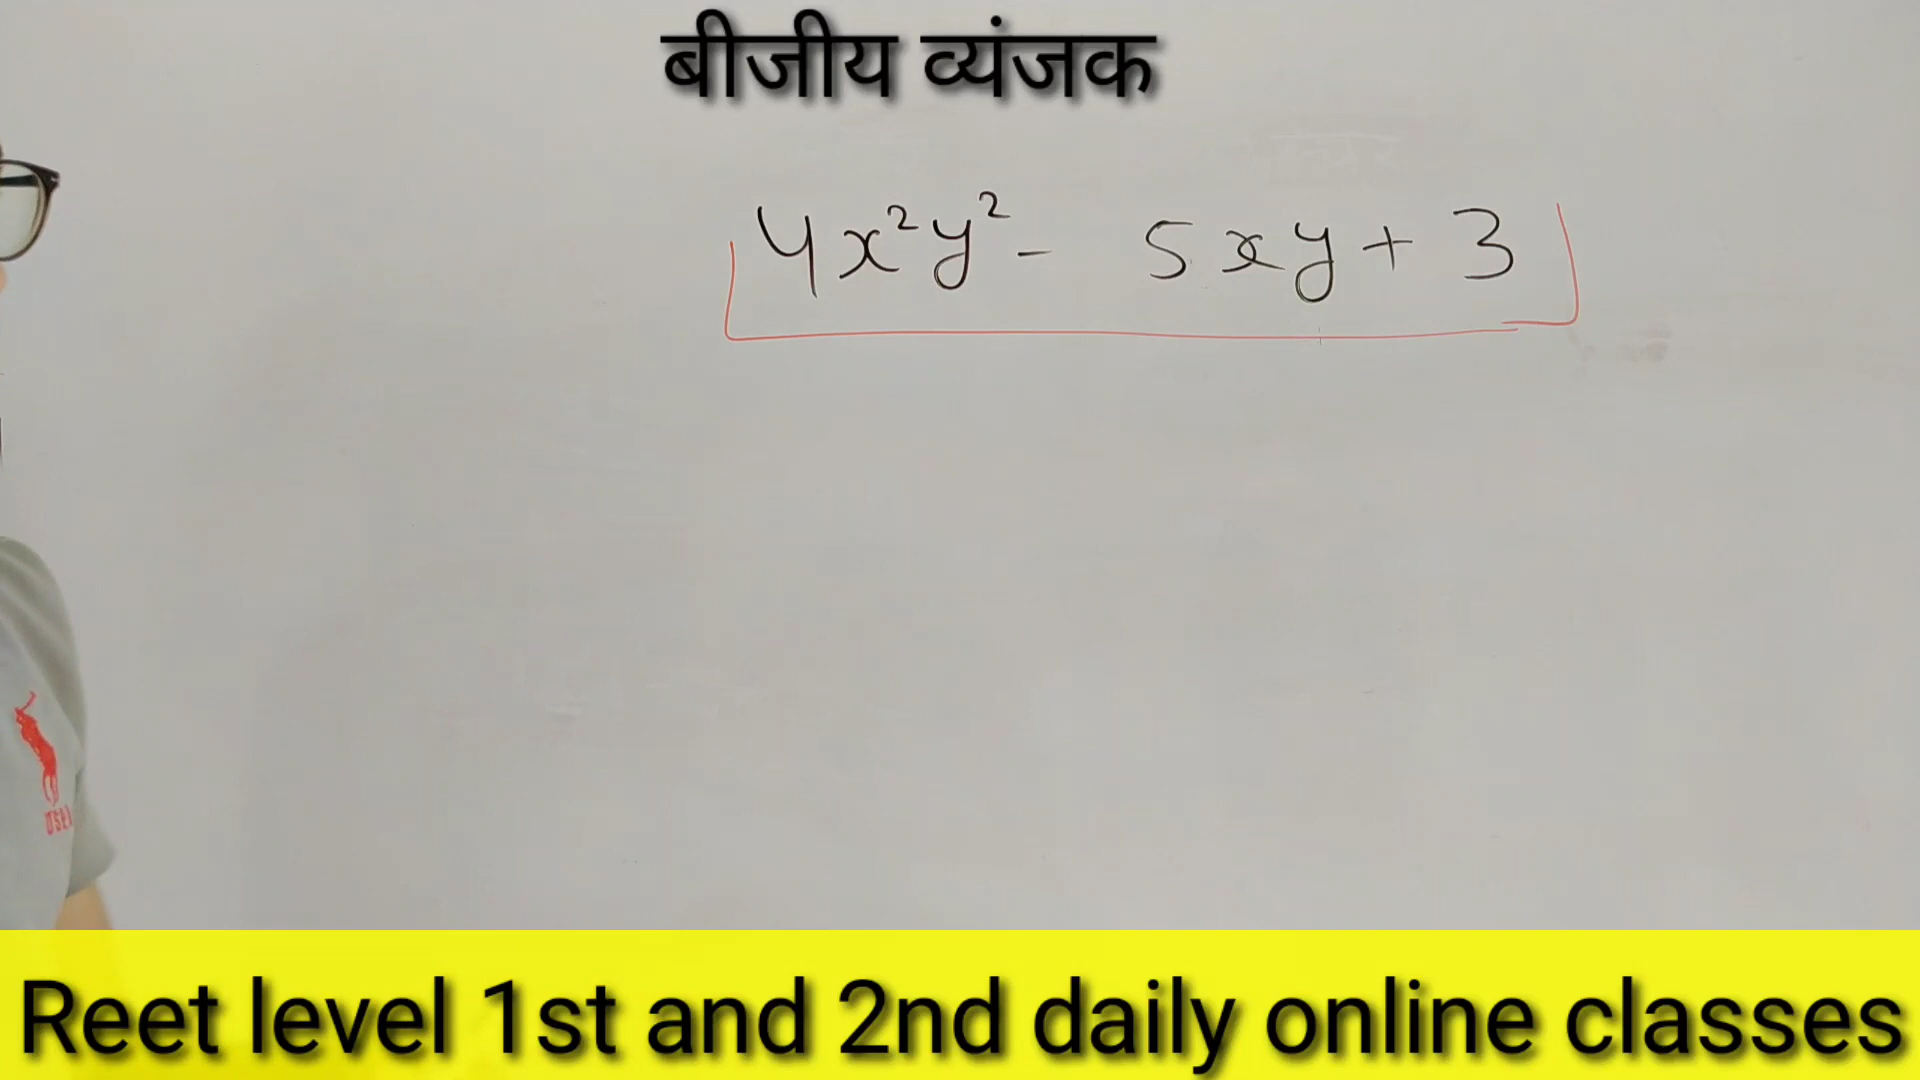 बीजीय व्यंजक
4x²y² - 5xy + 3
Reet level 1st and 2nd daily online classes